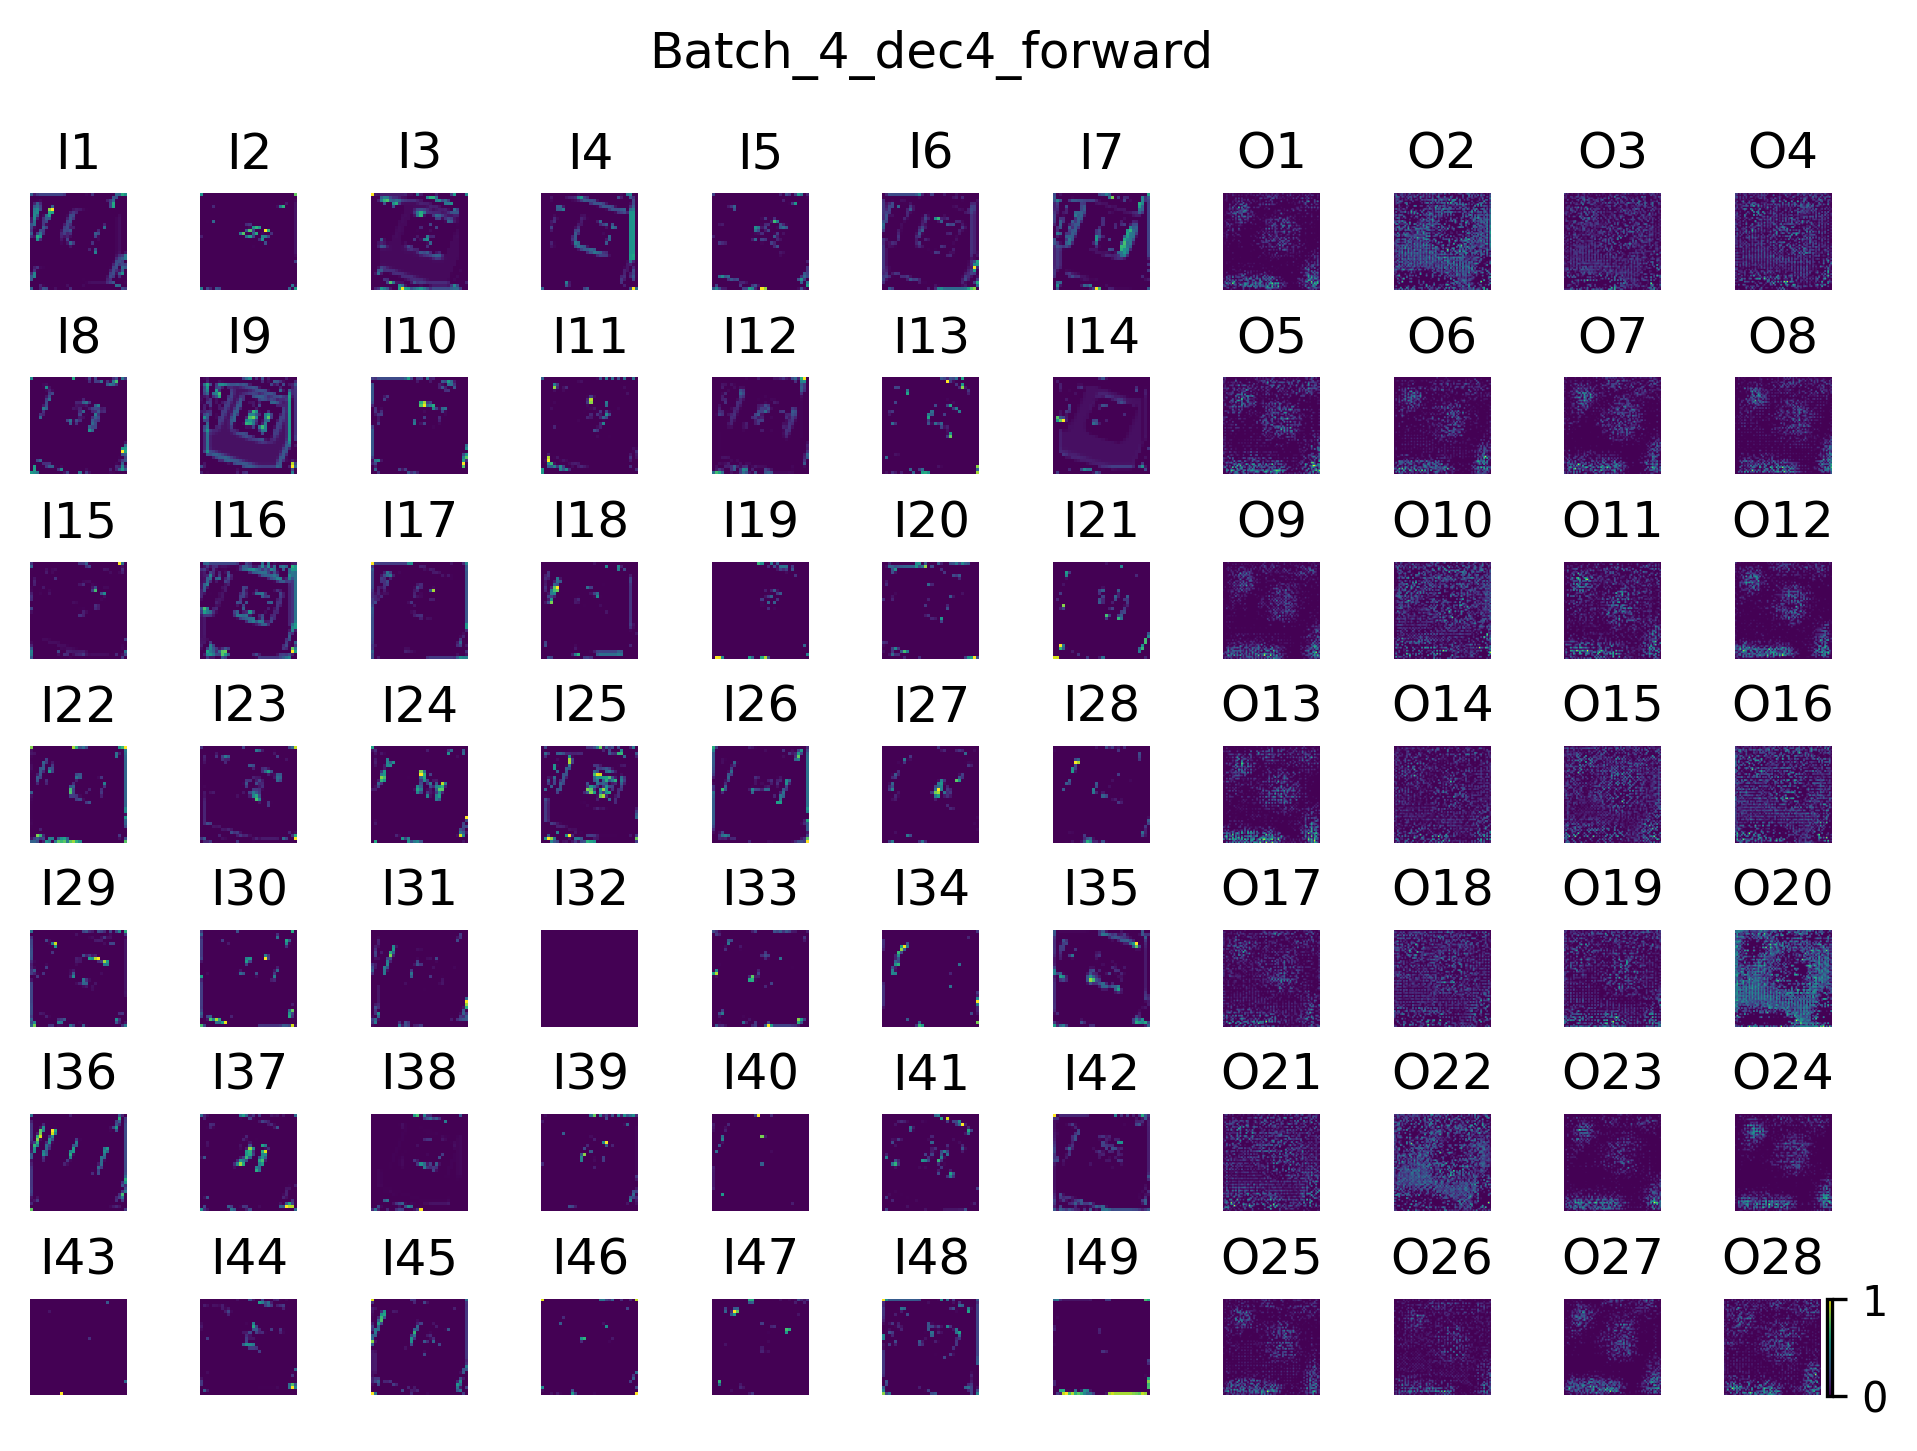 Batch_4_dec4_forward
I1 I2 I3 I4 I5 I6 I7 O1 O2 O3 O4
I8 I9 I10 I11 I12 I13 I14 O5 O6 O7 O8
I15 I16 I17 I18 I19 I20 I21 O9 O10 O11 O12
I22 I23 I24 I25 I26 I27 I28 O13 O14 O15 O16
I29 I30 I31 I32 I33 I34 I35 O17 O18 O19 O20
I36 I37 I38 I39 I40 I41 I42 O21 O22 O23 O24
I43 I44 I45 I46 I47 I48 I49 O25 O26 O27 O28
1
0